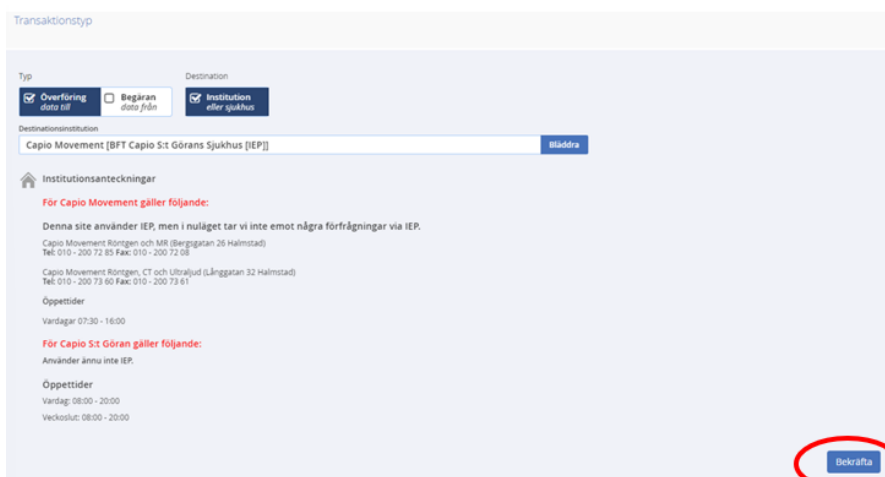 Transaktionstyp
Typ
Destination
Överföring
data till
Begäran
data från
Institution
eller sjukhus
Destinationsinstitution
Capio Movement [BFT Capio S:t Görans Sjukhus [IEP]]
Bläddra
Institutionsanteckningar
För Capio Movement gäller följande:
Denna site använder IEP, men i nuläget tar vi inte emot några förfrågningar via IEP.
Capio Movement Röntgen och MR (Bergsgatan 26 Halmstad)
Tel: 010 - 200 72 85 Fax: 010 - 200 72 08
Capio Movement Röntgen, CT och Ultraljud (Långgatan 32 Halmstad)
Tel: 010 - 200 73 60 Fax: 010 - 200 73 61
Öppettider
Vardagar 07:30 - 16:00
För Capio S:t Göran gäller följande:
Använder ännu inte IEP.
Öppettider
Vardag: 08:00 - 20:00
Veckoslut: 08:00 - 20:00
Bekräfta